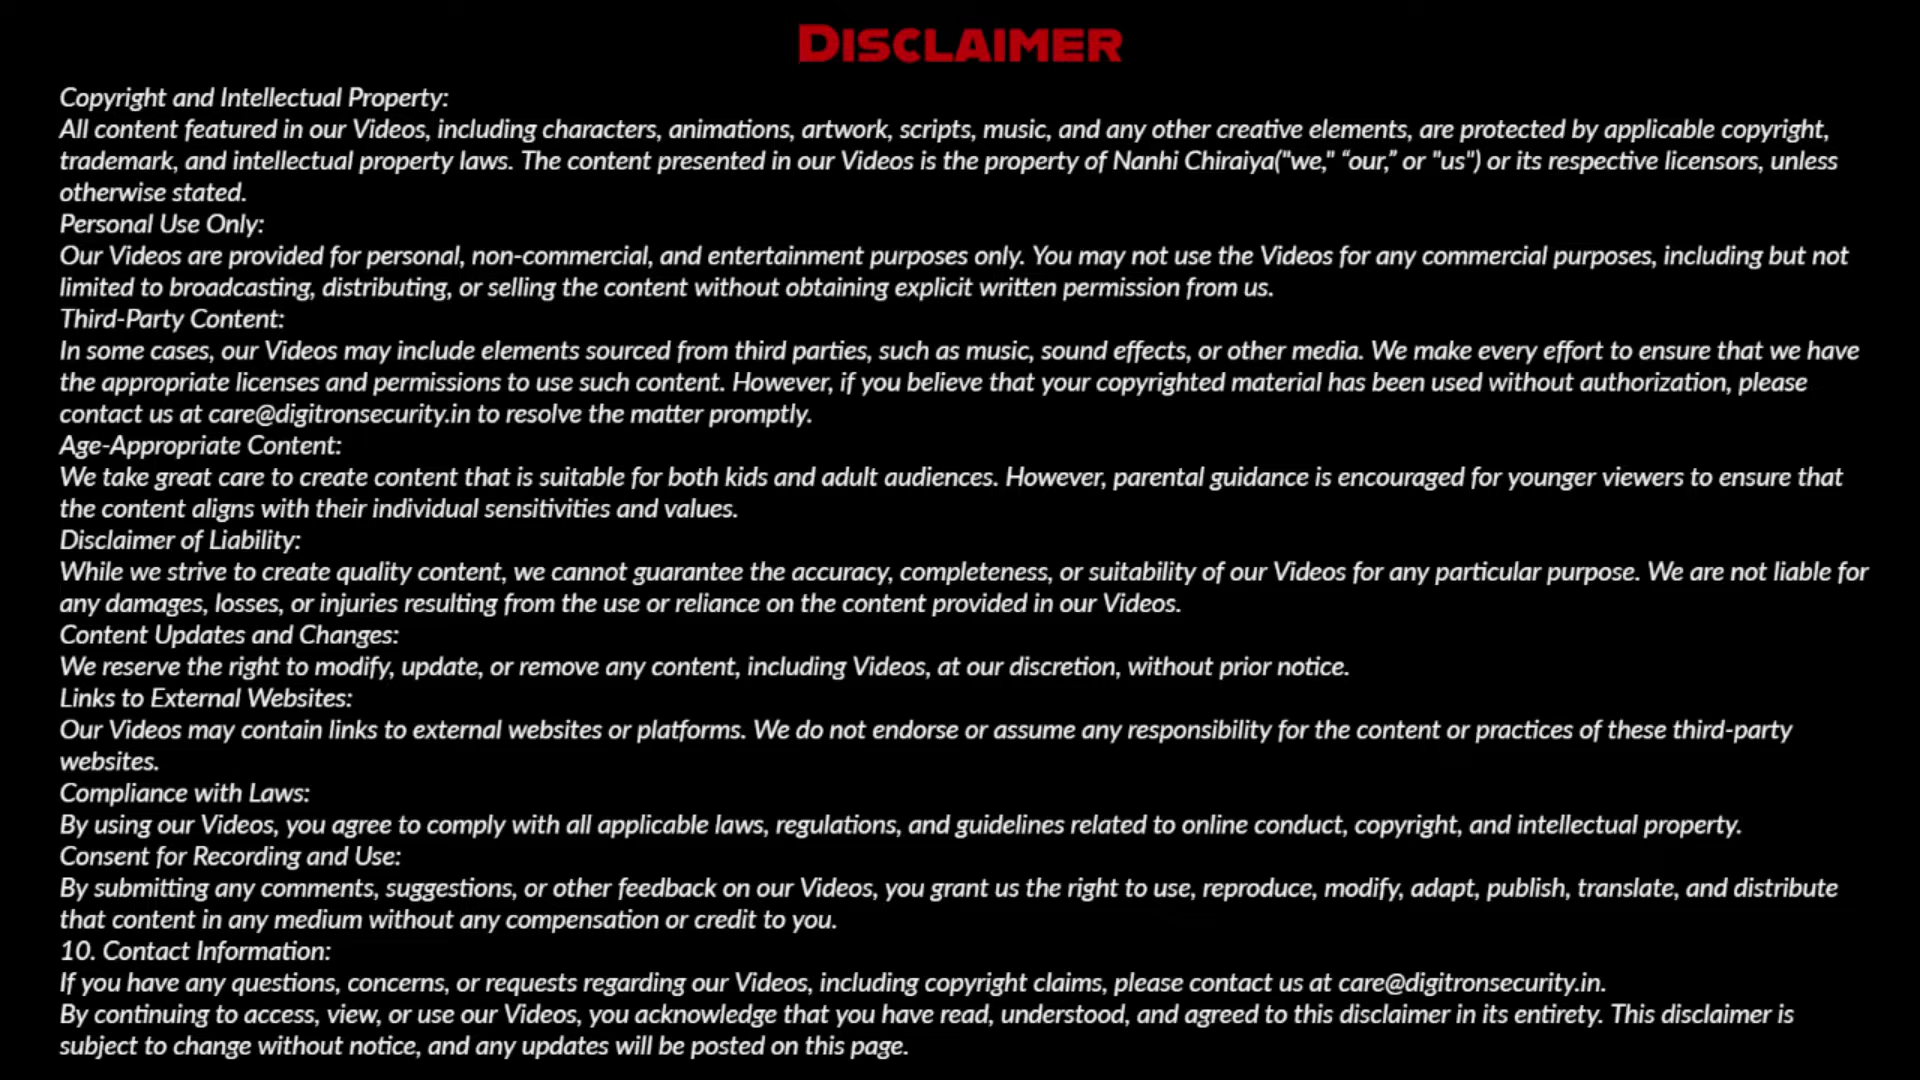 DISCLAIMER
Copyright and Intellectual Property:
All content featured in our Videos, including characters, animations, artwork, scripts, music, and any other creative elements, are protected by applicable copyright,
trademark, and intellectual property laws. The content presented in our Videos is the property of Nanhi Chiraiya("we," “our,” or "us") or its respective licensors, unless
otherwise stated.
Personal Use Only:
Our Videos are provided for personal, non-commercial, and entertainment purposes only. You may not use the Videos for any commercial purposes, including but not
limited to broadcasting, distributing, or selling the content without obtaining explicit written permission from us.
Third-Party Content:
In some cases, our Videos may include elements sourced from third parties, such as music, sound effects, or other media. We make every effort to ensure that we have
the appropriate licenses and permissions to use such content. However, if you believe that your copyrighted material has been used without authorization, please
contact us at care@digitronsecurity.in to resolve the matter promptly.
Age-Appropriate Content:
We take great care to create content that is suitable for both kids and adult audiences. However, parental guidance is encouraged for younger viewers to ensure that
the content aligns with their individual sensitivities and values.
Disclaimer of Liability:
While we strive to create quality content, we cannot guarantee the accuracy, completeness, or suitability of our Videos for any particular purpose. We are not liable for
any damages, losses, or injuries resulting from the use or reliance on the content provided in our Videos.
Content Updates and Changes:
We reserve the right to modify, update, or remove any content, including Videos, at our discretion, without prior notice.
Links to External Websites:
Our Videos may contain links to external websites or platforms. We do not endorse or assume any responsibility for the content or practices of these third-party
websites.
Compliance with Laws:
By using our Videos, you agree to comply with all applicable laws, regulations, and guidelines related to online conduct, copyright, and intellectual property.
Consent for Recording and Use:
By submitting any comments, suggestions, or other feedback on our Videos, you grant us the right to use, reproduce, modify, adapt, publish, translate, and distribute
that content in any medium without any compensation or credit to you.
10. Contact Information:
If you have any questions, concerns, or requests regarding our Videos, including copyright claims, please contact us at care@digitronsecurity.in.
By continuing to access, view, or use our Videos, you acknowledge that you have read, understood, and agreed to this disclaimer in its entirety. This disclaimer is
subject to change without notice, and any updates will be posted on this page.